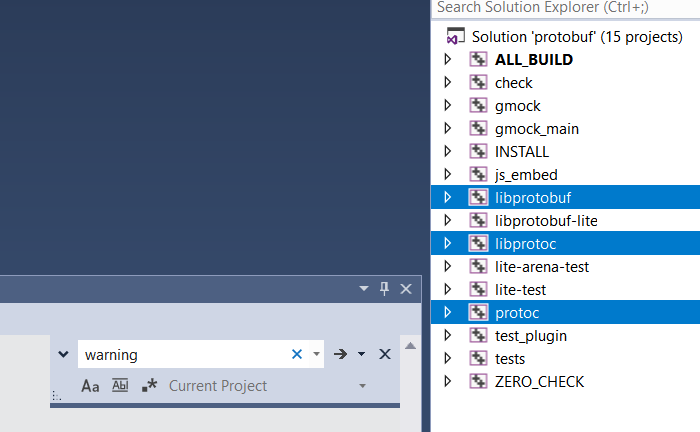 Search Solution Explorer (Ctrl+;)
Solution 'protobuf' (15 projects)
ALL_BUILD
check
gmock
gmock_main
INSTALL
js_embed
libprotobuf
libprotobuf-lite
libprotoc
lite-arena-test
lite-test
protoc
test_plugin
tests
ZERO_CHECK
warning
Aa Abl Current Project